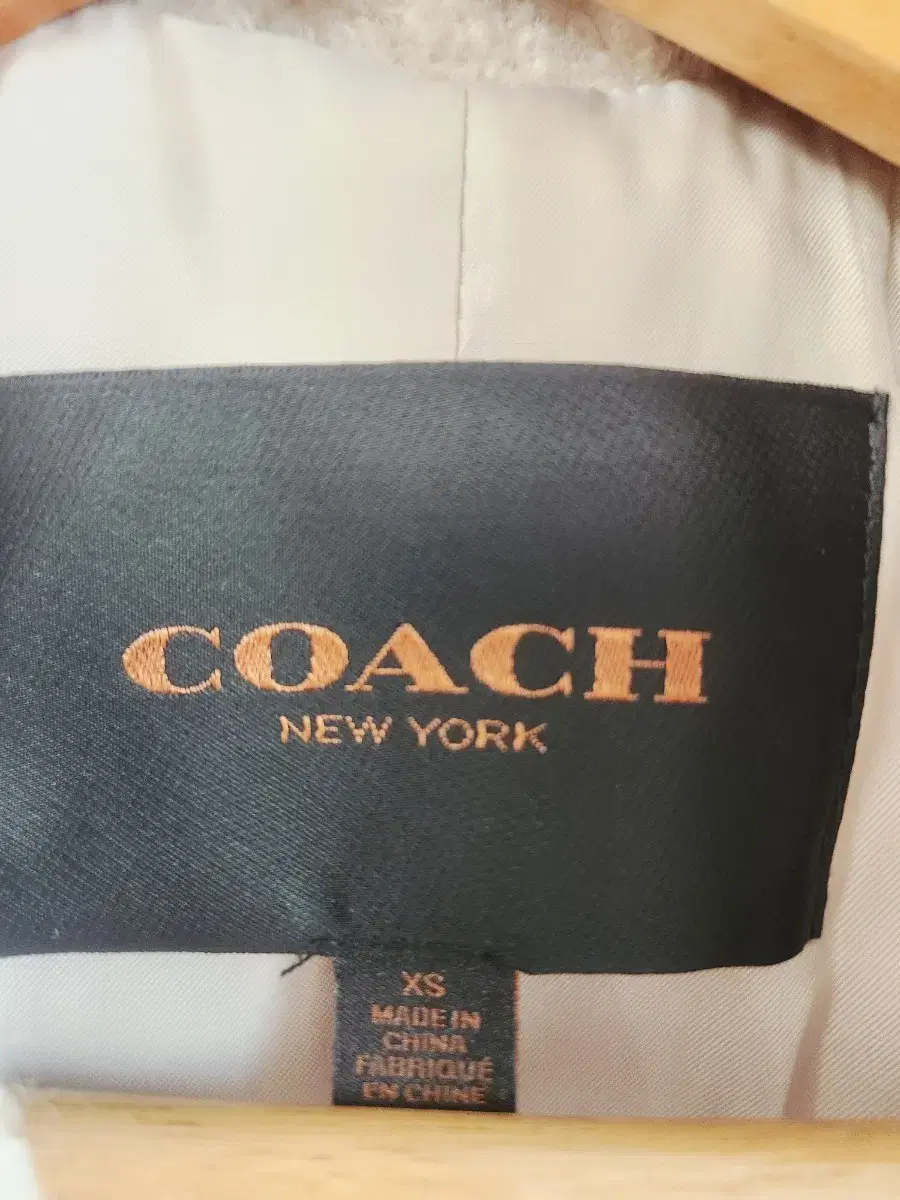 COACH
NEW YORK
XS
MADE IN
CHINA
FABRIQUÉ
EN CHINE